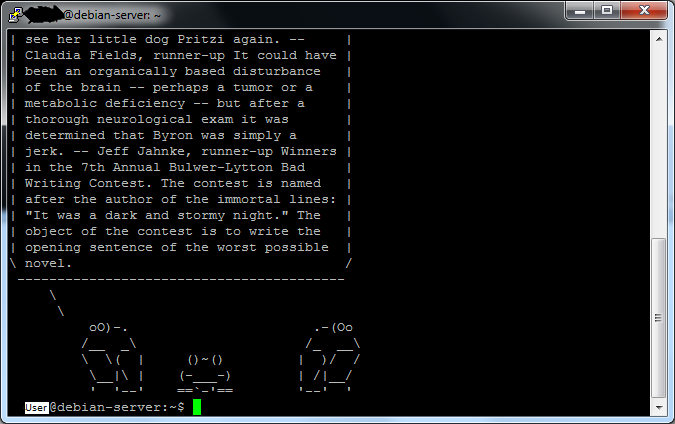 @debian-server: ~
| see her little dog Pritzi again. --     |
| Claudia Fields, runner-up It could have |
| been an organically based disturbance   |
| of the brain -- perhaps a tumor or a    |
| metabolic deficiency -- but after a     |
| thorough neurological exam it was       |
| determined that Byron was simply a      |
| jerk. -- Jeff Jahnke, runner-up Winners |
| in the 7th Annual Bulwer-Lytton Bad     |
| Writing Contest. The contest is named   |
| after the author of the immortal lines: |
| "It was a dark and stormy night." The   |
| object of the contest is to write the   |
| opening sentence of the worst possible  |
\ novel.                                  /
 -----------------------------------------
     \
      \
          oO)-.                       .-(Oo
         /__  _\                     /_  __\
         \  \(  |     ()~()         |  )/  /
          \__|\ |    (-___-)        | /|__/
          '  '--'    ==`-'==        '--'  '
User@debian-server:~$